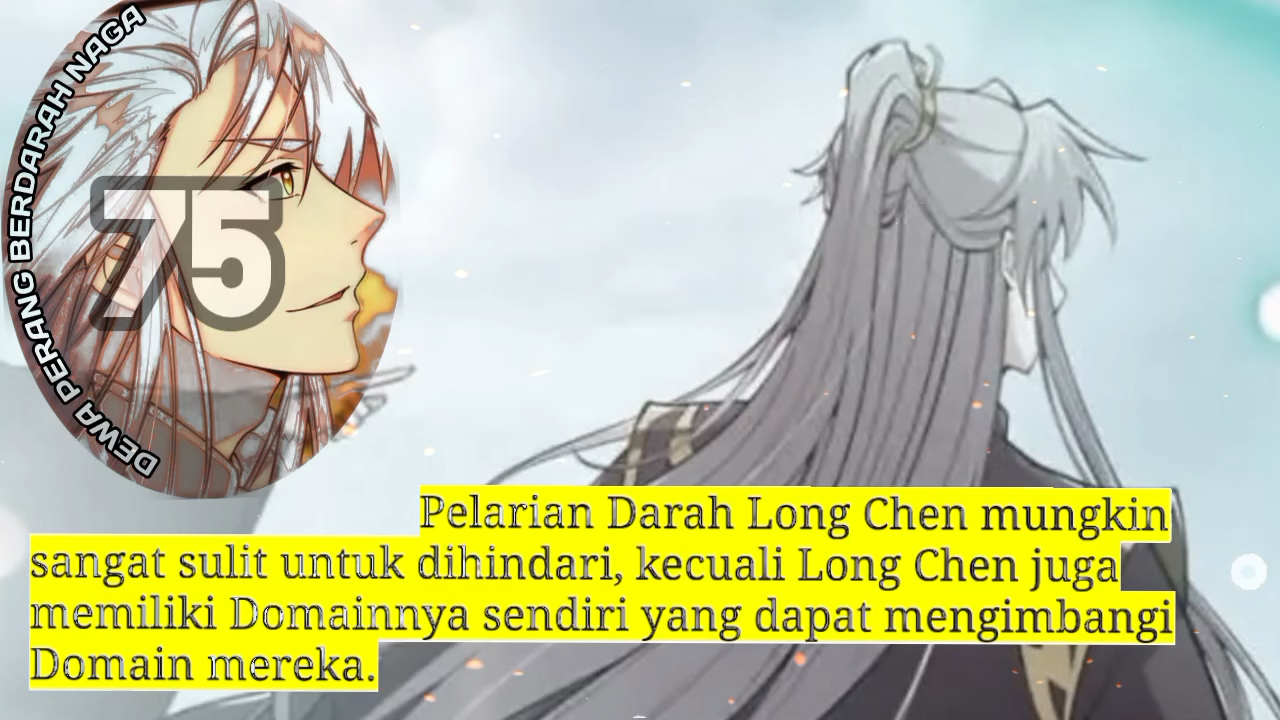 DEWA PERANG BERDARAH NAGA
75
Pelarian Darah Long Chen mungkin
sangat sulit untuk dihindari, kecuali Long Chen juga
memiliki Domainnya sendiri yang dapat mengimbangi
Domain mereka.